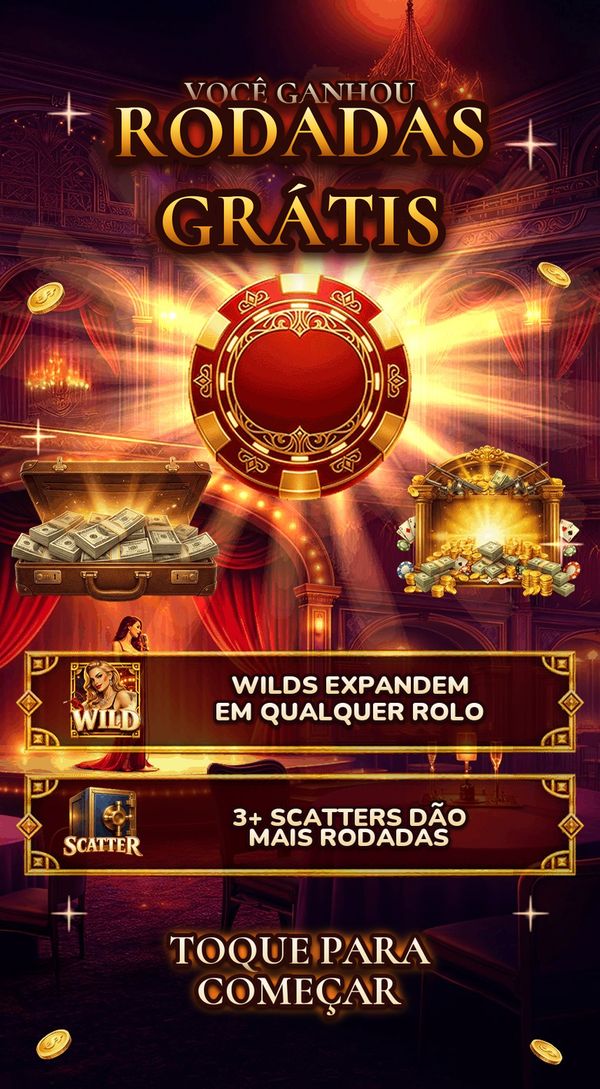 VOCÊ GANHOU
RODADAS
GRÁTIS
WILD
WILDS EXPANDEM
EM QUALQUER ROLO
SCATTER
3+ SCATTERS DÃO
MAIS RODADAS
TOQUE PARA
COMEÇAR